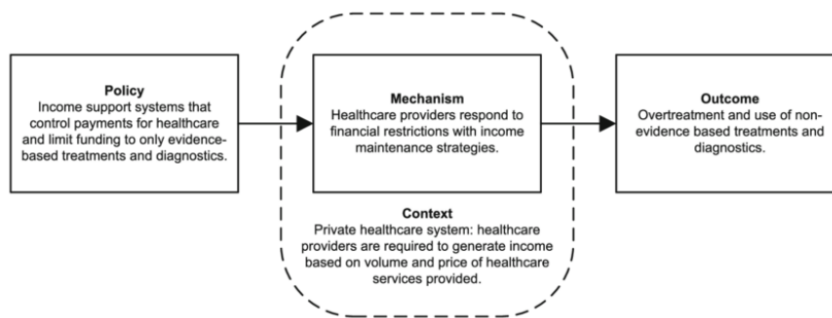 Policy
Income support systems that
control payments for healthcare
and limit funding to only evidence-
based treatments and diagnostics.
Mechanism
Healthcare providers respond to
financial restrictions with income
maintenance strategies.
Context
Private healthcare system: healthcare
providers are required to generate income
based on volume and price of healthcare
services provided.
Outcome
Overtreatment and use of non-
evidence based treatments and
diagnostics.